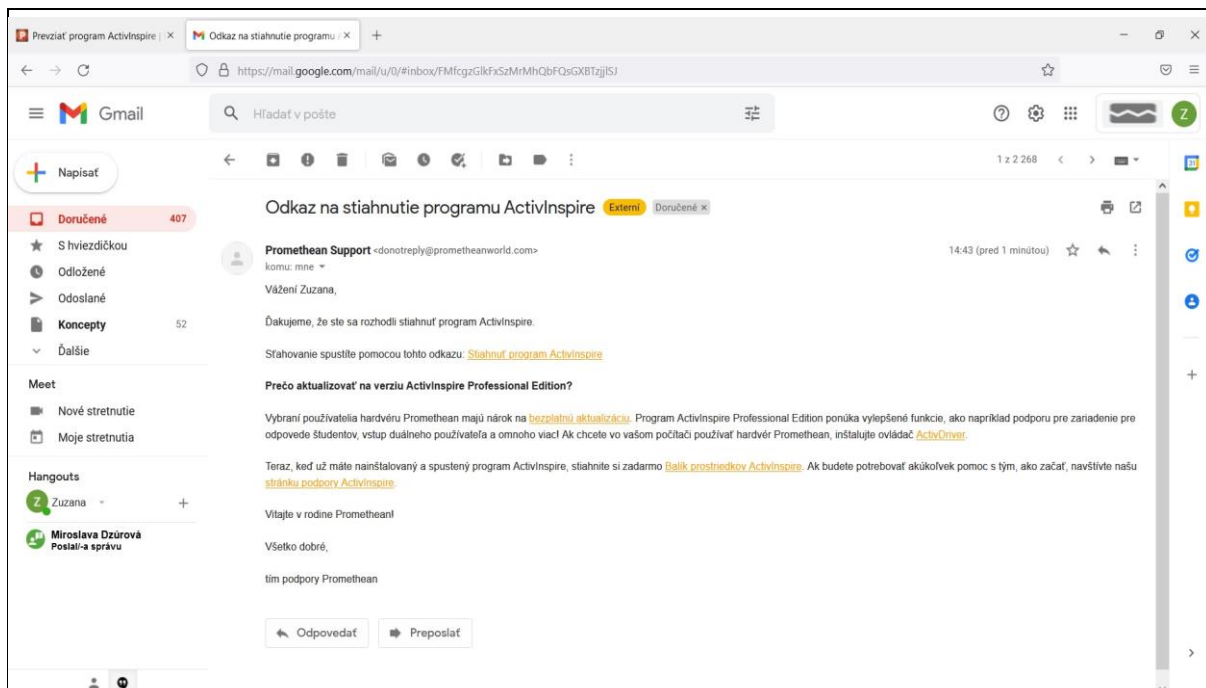 Prevziať program ActivInspire |
Odkaz na stiahnutie programu A
https://mail.google.com/mail/u/0/#inbox/FMfcgzGlkFxSzMrMhQbFQsGXBTzjjlSJ
Gmail
Hľadať v pošte
Z
Napísať
1 z 2 268
31
Doručené 407
S hviezdičkou
Odložené
Odoslané
Koncepty 52
Ďalšie
Meet
Nové stretnutie
Moje stretnutia
Hangouts
Z Zuzana
Miroslava Dzúrová
Poslal/-a správu
Odkaz na stiahnutie programu ActivInspire Externí Doručené ×
Promethean Support <donotreply@prometheanworld.com> 14:43 (pred 1 minútou)
komu: mne
Vážení Zuzana,
Ďakujeme, že ste sa rozhodli stiahnuť program ActivInspire.
Sťahovanie spustíte pomocou tohto odkazu: Stiahnuť program ActivInspire
Prečo aktualizovať na verziu ActivInspire Professional Edition?
Vybraní používatelia hardvéru Promethean majú nárok na bezplatnú aktualizáciu. Program ActivInspire Professional Edition ponúka vylepšené funkcie, ako napríklad podporu pre zariadenie pre
odpovede študentov, vstup duálneho používateľa a omnoho viac! Ak chcete vo vašom počítači používať hardvér Promethean, inštalujte ovládač ActivDriver.
Teraz, keď už máte nainštalovaný a spustený program ActivInspire, stiahnite si zadarmo Balík prostriedkov ActivInspire. Ak budete potrebovať akúkoľvek pomoc s tým, ako začať, navštívte našu
stránku podpory ActivInspire.
Vitajte v rodine Promethean!
Všetko dobré,
tím podpory Promethean
Odpovedať
Preposlať